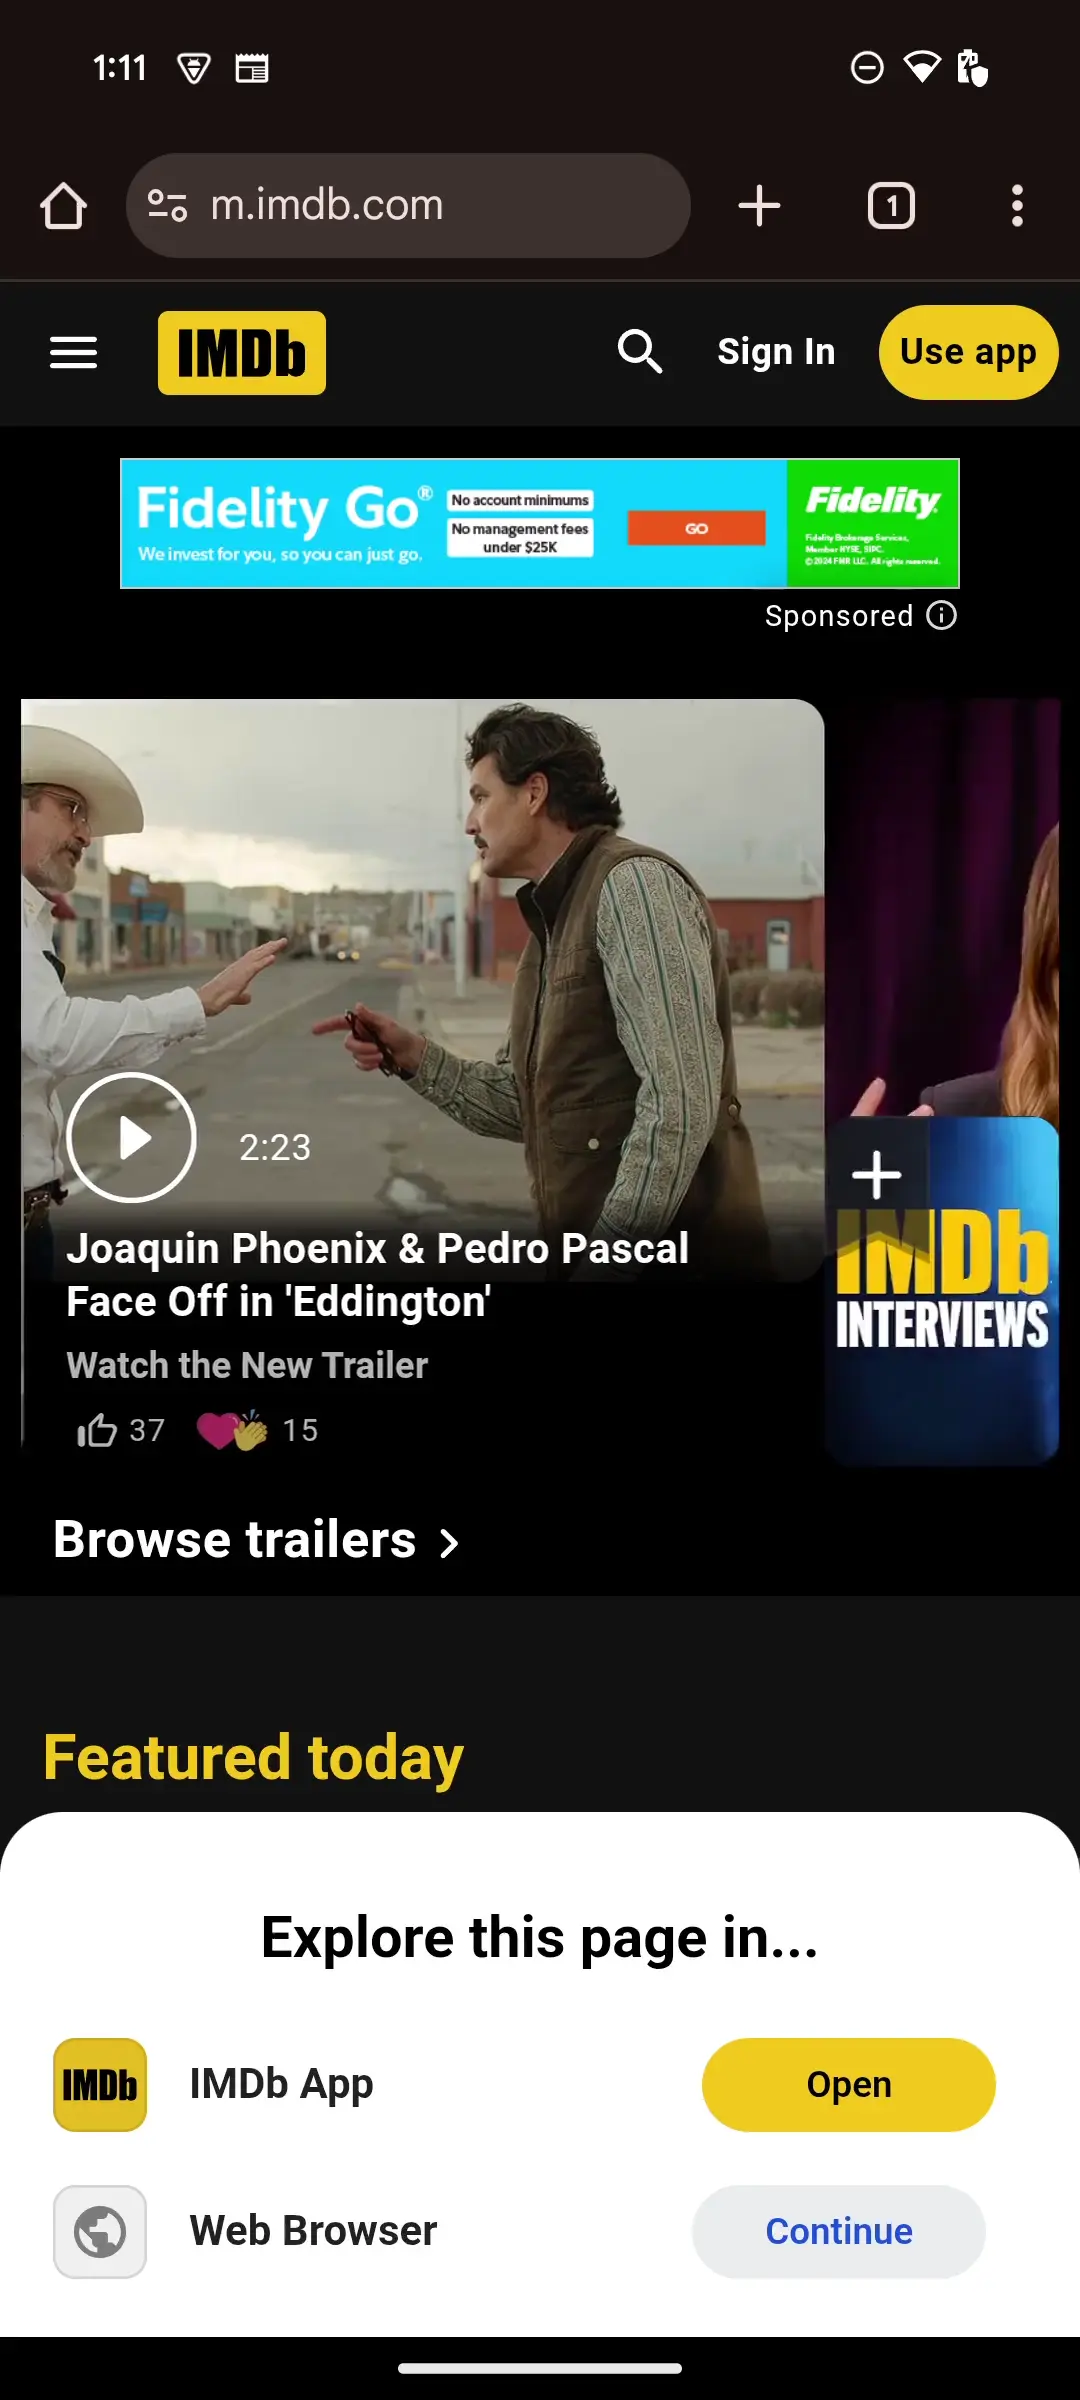 1:11
m.imdb.com
1
IMDb
Sign In
Use app
Fidelity Go®
We invest for you, so you can just go.
No account minimums
No management fees
under $25K
GO
Fidelity
Fidelity Brokerage Services,
Member NYSE, SIPC.
© 2024 FMR LLC. All rights reserved.
Sponsored
2:23
Joaquin Phoenix & Pedro Pascal
Face Off in 'Eddington'
Watch the New Trailer
37
15
IMDb
INTERVIEWS
Browse trailers
Featured today
Explore this page in...
IMDb
IMDb App
Open
Web Browser
Continue